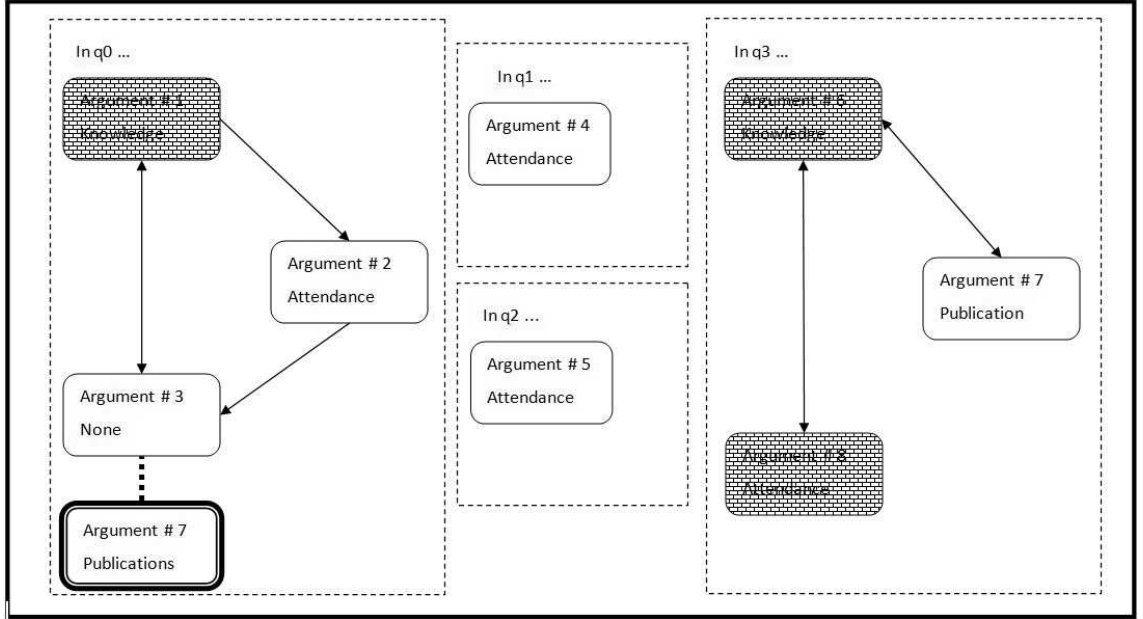 In q0 ...
Argument # 1
Knowledge
Argument # 2
Attendance
Argument # 3
None
Argument # 7
Publications
In q1 ...
Argument # 4
Attendance
In q2 ...
Argument # 5
Attendance
In q3 ...
Argument # 6
Knowledge
Argument # 7
Publication
Argument # 8
Attendance